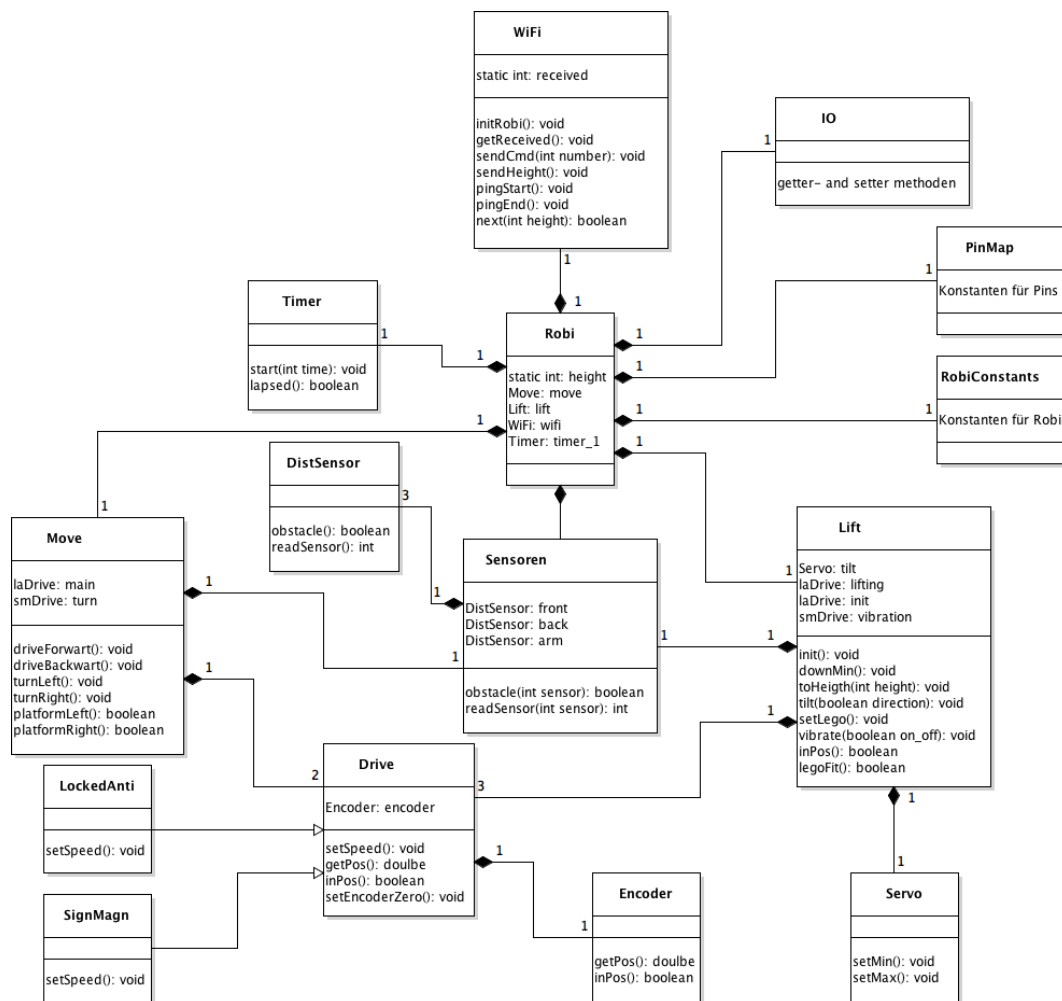 WiFi
static int: received
initRobi(): void
getReceived(): void
sendCmd(int number): void
sendHeight(): void
pingStart(): void
pingEnd(): void
next(int height): boolean
1
1
IO
getter- and setter methoden
1
1
PinMap
Konstanten für Pins
1
1
RobiConstants
Konstanten für Robi
1
1
Timer
start(int time): void
lapsed(): boolean
1
1
Robi
static int: height
Move: move
Lift: lift
WiFi: wifi
Timer: timer_1
1
1
1
1
DistSensor
obstacle(): boolean
readSensor(): int
3
1
Move
laDrive: main
smDrive: turn
driveForwart(): void
driveBackwart(): void
turnLeft(): void
turnRight(): void
platformLeft(): boolean
platformRight(): boolean
1
1
1
2
Sensoren
DistSensor: front
DistSensor: back
DistSensor: arm
obstacle(int sensor): boolean
readSensor(int sensor): int
1
1
Lift
Servo: tilt
laDrive: lifting
laDrive: init
smDrive: vibration
init(): void
downMin(): void
toHeigth(int height): void
tilt(boolean direction): void
setLego(): void
vibrate(boolean on_off): void
inPos(): boolean
legoFit(): boolean
1
3
1
1
LockedAnti
setSpeed(): void
Drive
Encoder: encoder
setSpeed(): void
getPos(): doulbe
inPos(): boolean
setEncoderZero(): void
1
1
SignMagn
setSpeed(): void
Encoder
getPos(): doulbe
inPos(): boolean
Servo
setMin(): void
setMax(): void